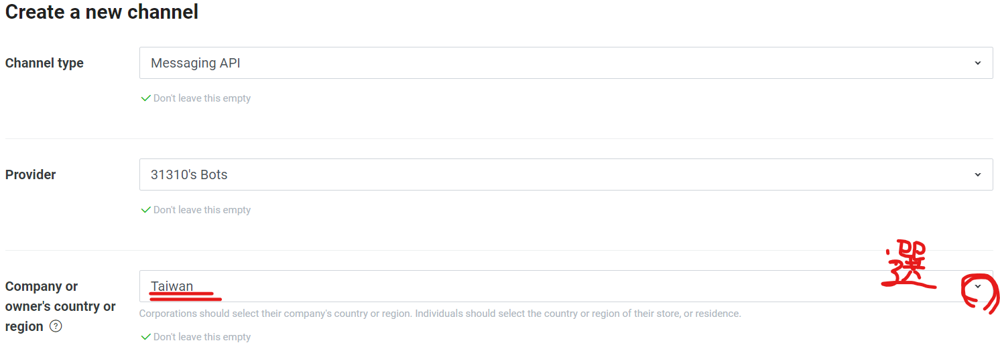 Create a new channel
Channel type
Messaging API
Don't leave this empty
Provider
31310's Bots
Don't leave this empty
選
Company or
owner's country or
region ?
Taiwan
Corporations should select their company's country or region. Individuals should select the country or region of their store, or residence.
Don't leave this empty